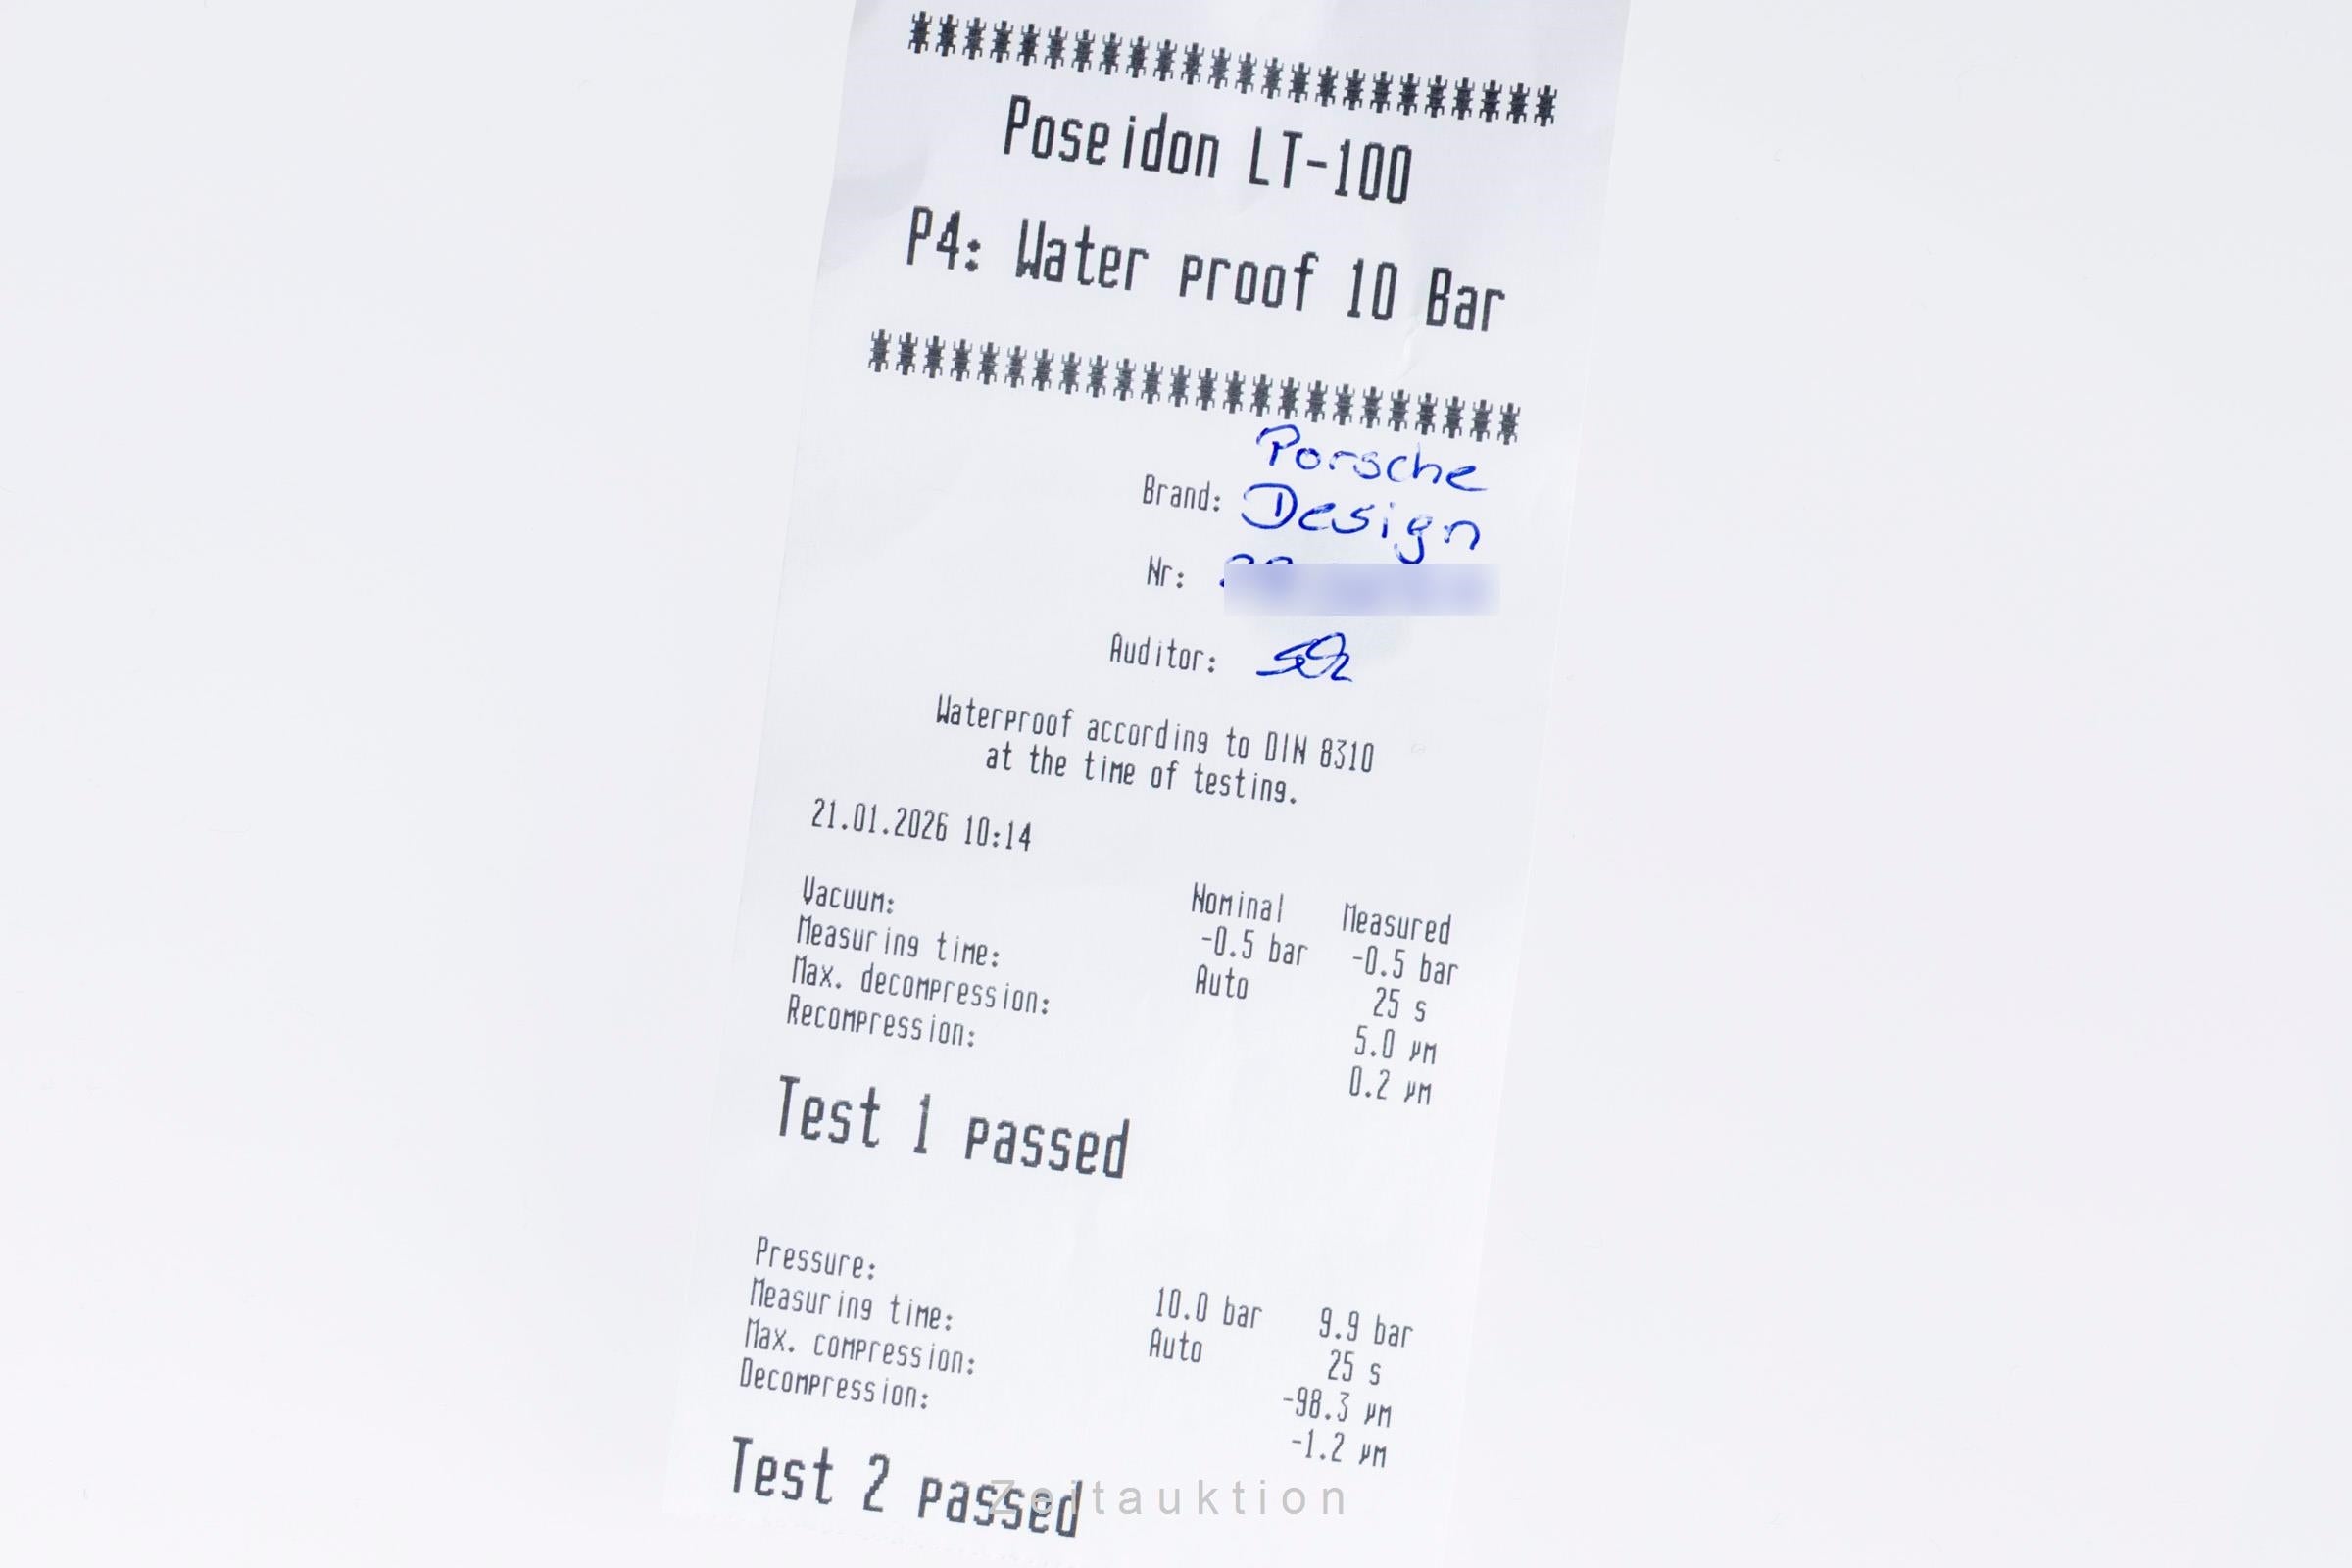 ************************
Poseidon LT-100
P4: Water proof 10 Bar
************************
Brand: Porsche
Design
Nr:
Auditor:
Waterproof according to DIN 8310
at the time of testing.
21.01.2026 10:14
Nominal Measured
Vacuum: -0.5 bar -0.5 bar
Measuring time: Auto 25 s
Max. decompression: 5.0 µm
Recompression: 0.2 µm
Test 1 passed
Pressure: 10.0 bar 9.9 bar
Measuring time: Auto 25 s
Max. compression: -98.3 µm
Decompression: -1.2 µm
Test 2 passed
Zeitauktion